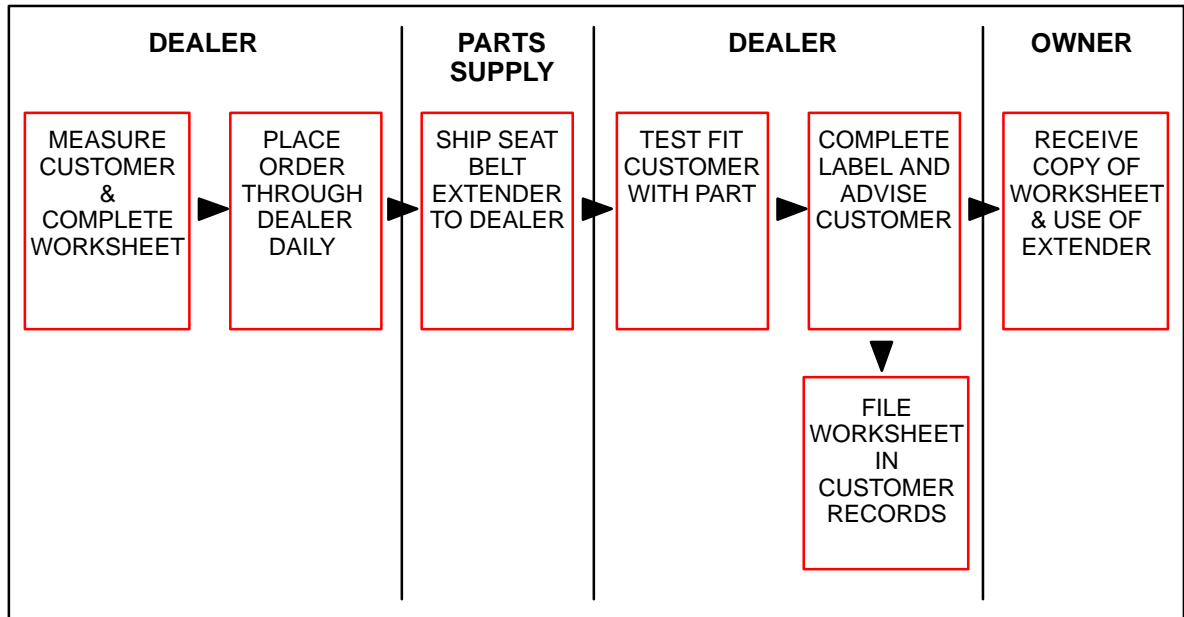 DEALER
PARTS
SUPPLY
DEALER
OWNER
MEASURE
CUSTOMER
&
COMPLETE
WORKSHEET
PLACE
ORDER
THROUGH
DEALER
DAILY
SHIP SEAT
BELT
EXTENDER
TO DEALER
TEST FIT
CUSTOMER
WITH PART
COMPLETE
LABEL AND
ADVISE
CUSTOMER
RECEIVE
COPY OF
WORKSHEET
& USE OF
EXTENDER
FILE
WORKSHEET
IN
CUSTOMER
RECORDS